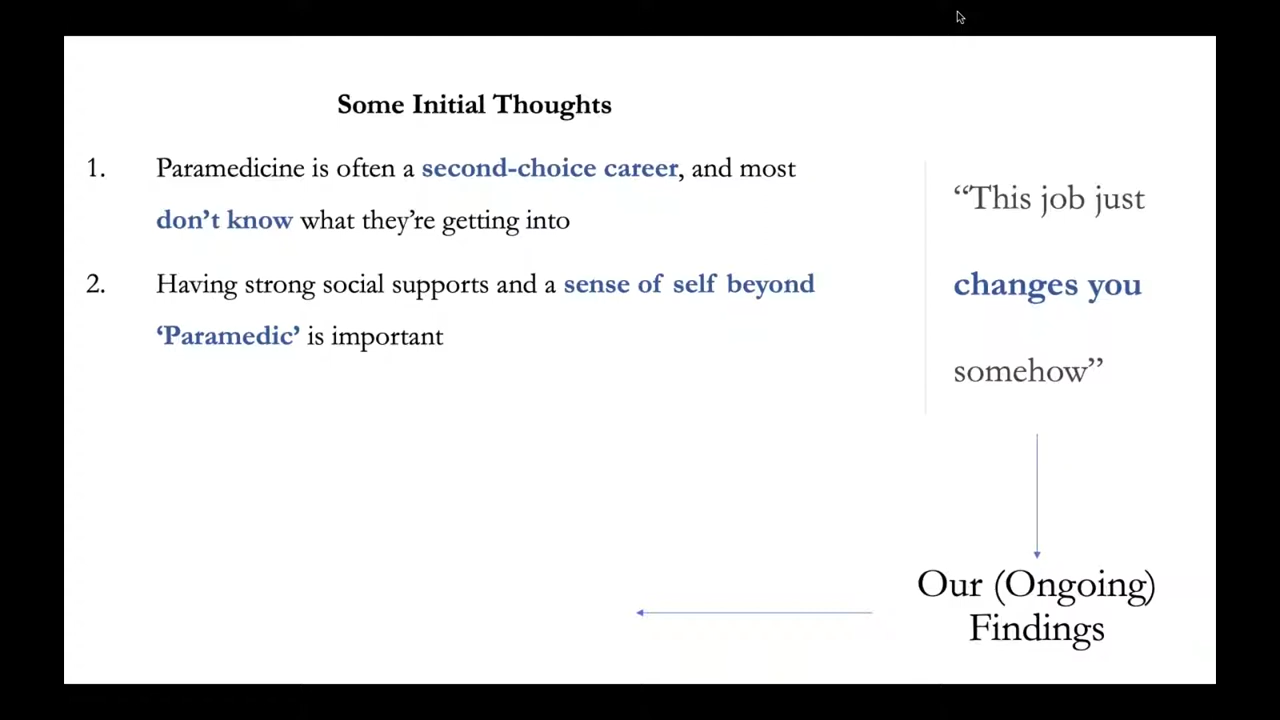 Some Initial Thoughts
1. Paramedicine is often a second-choice career, and most
don’t know what they’re getting into
2. Having strong social supports and a sense of self beyond
‘Paramedic’ is important
“This job just
changes you
somehow”
Our (Ongoing)
Findings